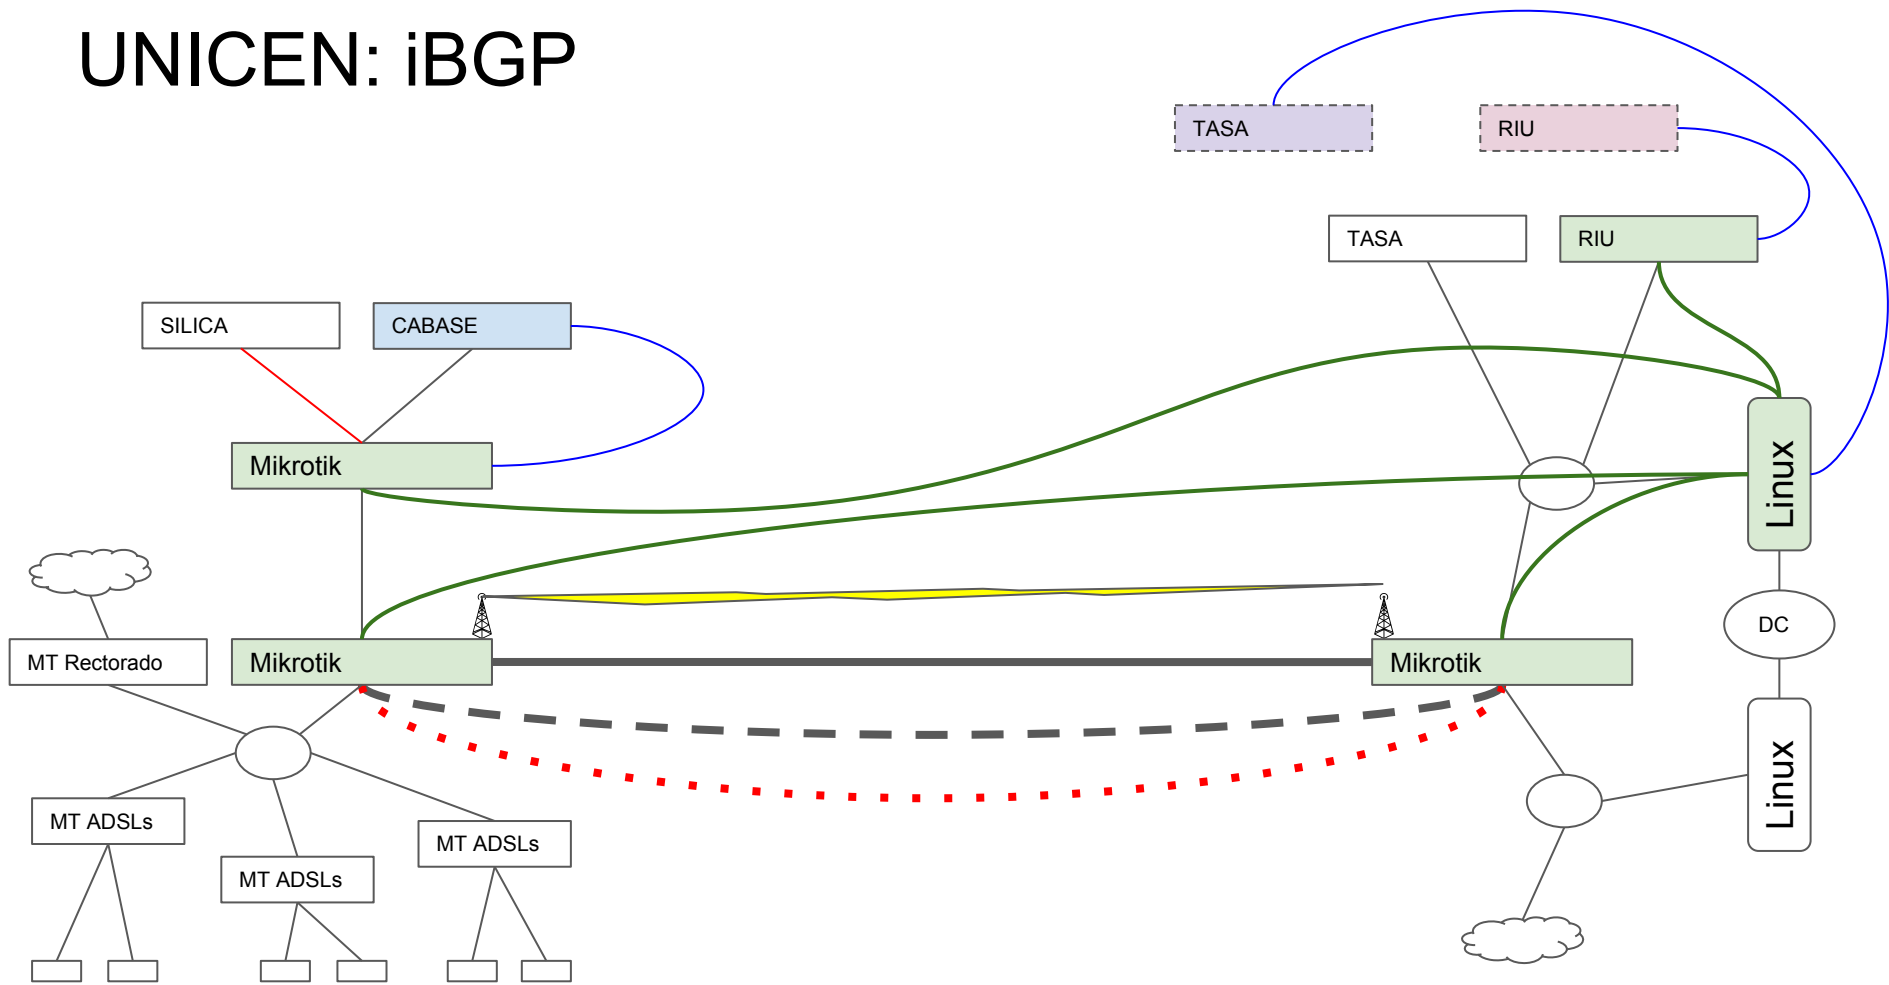 UNICEN: iBGP
TASA
RIU
TASA
RIU
SILICA
CABASE
Mikrotik
Linux
DC
MT Rectorado
Mikrotik
Mikrotik
Linux
MT ADSLs
MT ADSLs
MT ADSLs